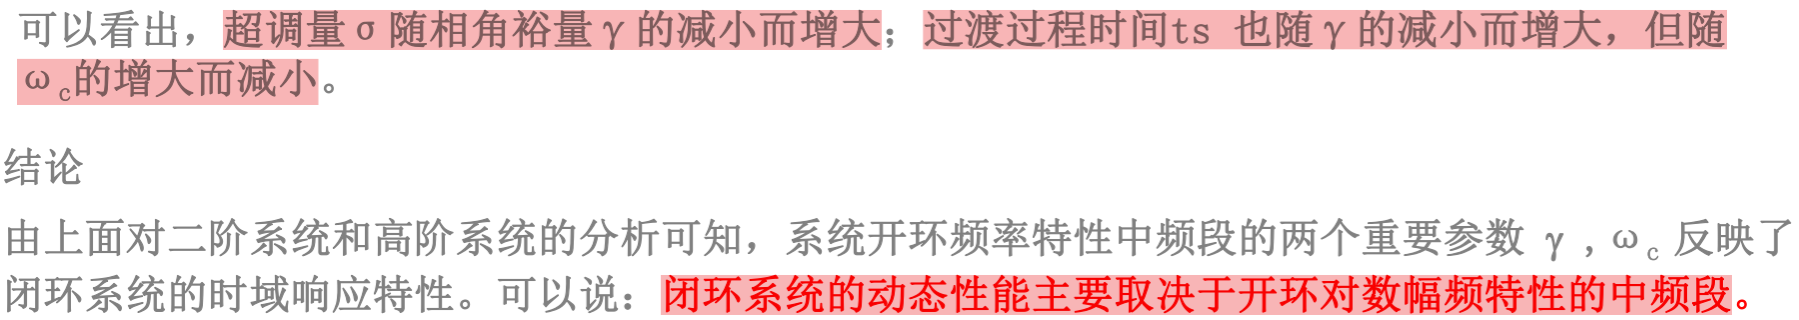 可以看出，超调量σ随相角裕量γ的减小而增大；过渡过程时间ts 也随γ的减小而增大，但随
ωc的增大而减小。
结论
由上面对二阶系统和高阶系统的分析可知，系统开环频率特性中频段的两个重要参数 γ ,ωc 反映了
闭环系统的时域响应特性。可以说：闭环系统的动态性能主要取决于开环对数幅频特性的中频段。